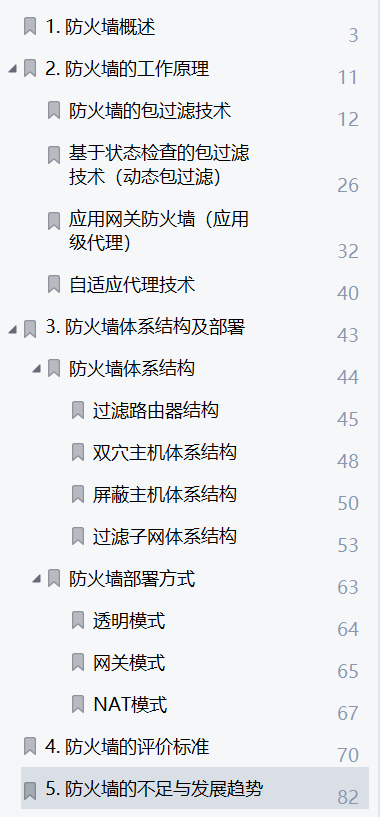 1. 防火墙概述 3
2. 防火墙的工作原理 11
防火墙的包过滤技术 12
基于状态检查的包过滤
技术（动态包过滤） 26
应用网关防火墙（应用
级代理） 32
自适应代理技术 40
3. 防火墙体系结构及部署 43
防火墙体系结构 44
过滤路由器结构 45
双穴主机体系结构 48
屏蔽主机体系结构 50
过滤子网体系结构 53
防火墙部署方式 63
透明模式 64
网关模式 65
NAT模式 67
4. 防火墙的评价标准 70
5. 防火墙的不足与发展趋势 82